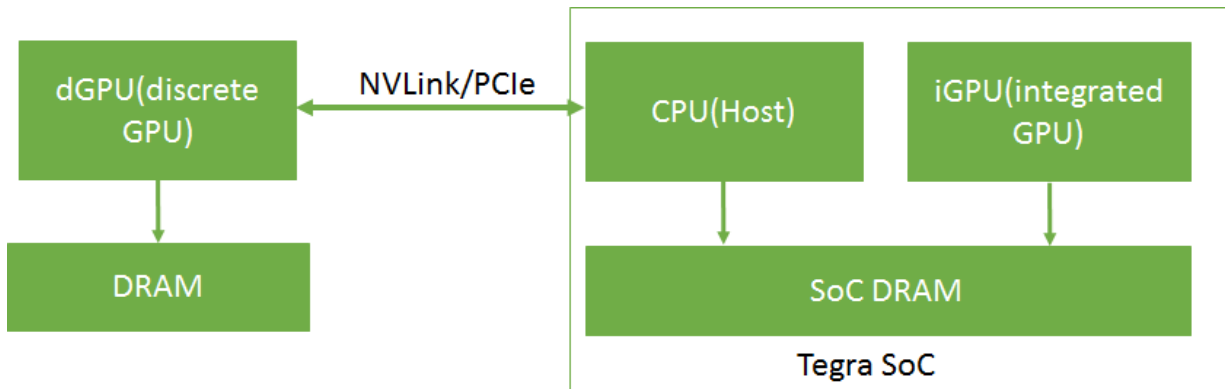 dGPU(discrete
GPU)
NVLink/PCIe
CPU(Host)
iGPU(integrated
GPU)
DRAM
SoC DRAM
Tegra SoC